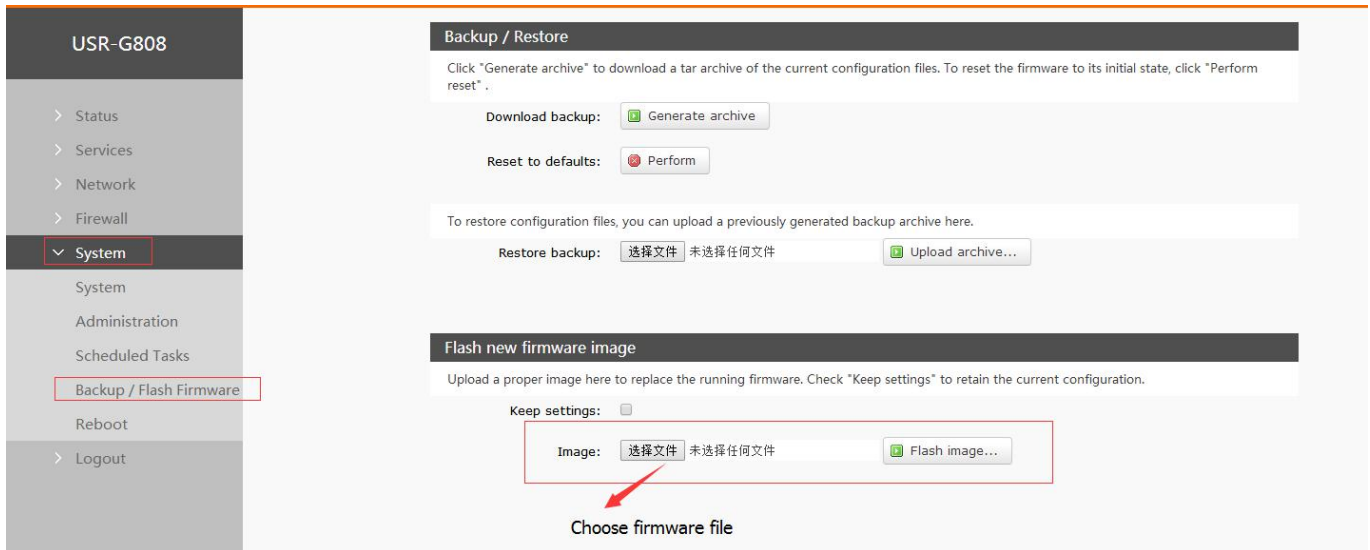 USR-G808
Status
Services
Network
Firewall
System
System
Administration
Scheduled Tasks
Backup / Flash Firmware
Reboot
Logout
Backup / Restore
Click "Generate archive" to download a tar archive of the current configuration files. To reset the firmware to its initial state, click "Perform
reset" .
Download backup: Generate archive
Reset to defaults: Perform
To restore configuration files, you can upload a previously generated backup archive here.
Restore backup: 选择文件 未选择任何文件 Upload archive...
Flash new firmware image
Upload a proper image here to replace the running firmware. Check "Keep settings" to retain the current configuration.
Keep settings:
Image: 选择文件 未选择任何文件 Flash image...
Choose firmware file